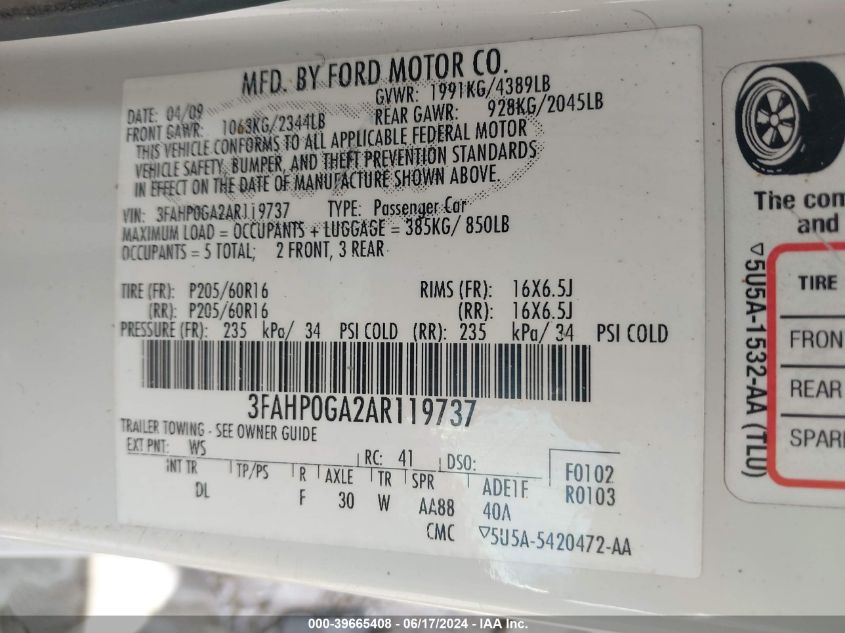 MFD. BY FORD MOTOR CO.
DATE: 04/09 GVWR: 1991KG/4389LB
FRONT GAWR: 1063KG/2344LB REAR GAWR: 928KG/2045LB
THIS VEHICLE CONFORMS TO ALL APPLICABLE FEDERAL MOTOR
VEHICLE SAFETY, BUMPER, AND THEFT PREVENTION STANDARDS
IN EFFECT ON THE DATE OF MANUFACTURE SHOWN ABOVE.
VIN: 3FAHP0GA2AR119737 TYPE: Passenger Car
MAXIMUM LOAD = OCCUPANTS + LUGGAGE = 385KG/ 850LB
OCCUPANTS = 5 TOTAL; 2 FRONT, 3 REAR
TIRE (FR): P205/60R16 RIMS (FR): 16X6.5J
(RR): P205/60R16 (RR): 16X6.5J
PRESSURE (FR): 235 kPa/ 34 PSI COLD (RR): 235 kPa/ 34 PSI COLD
3FAHP0GA2AR119737
TRAILER TOWING - SEE OWNER GUIDE
EXT PNT: WS RC: 41 DSO:
INT TR TP/PS R AXLE TR SPR ADE1F F0102
DL F 30 W AA88 40A R0103
CMC ▽5U5A-5420472-AA
The com
and
TIRE
FRON
REAR
SPAR
▽5U5A-1532-AA (TLU)
000-39665408 - 06/17/2024 - IAA Inc.